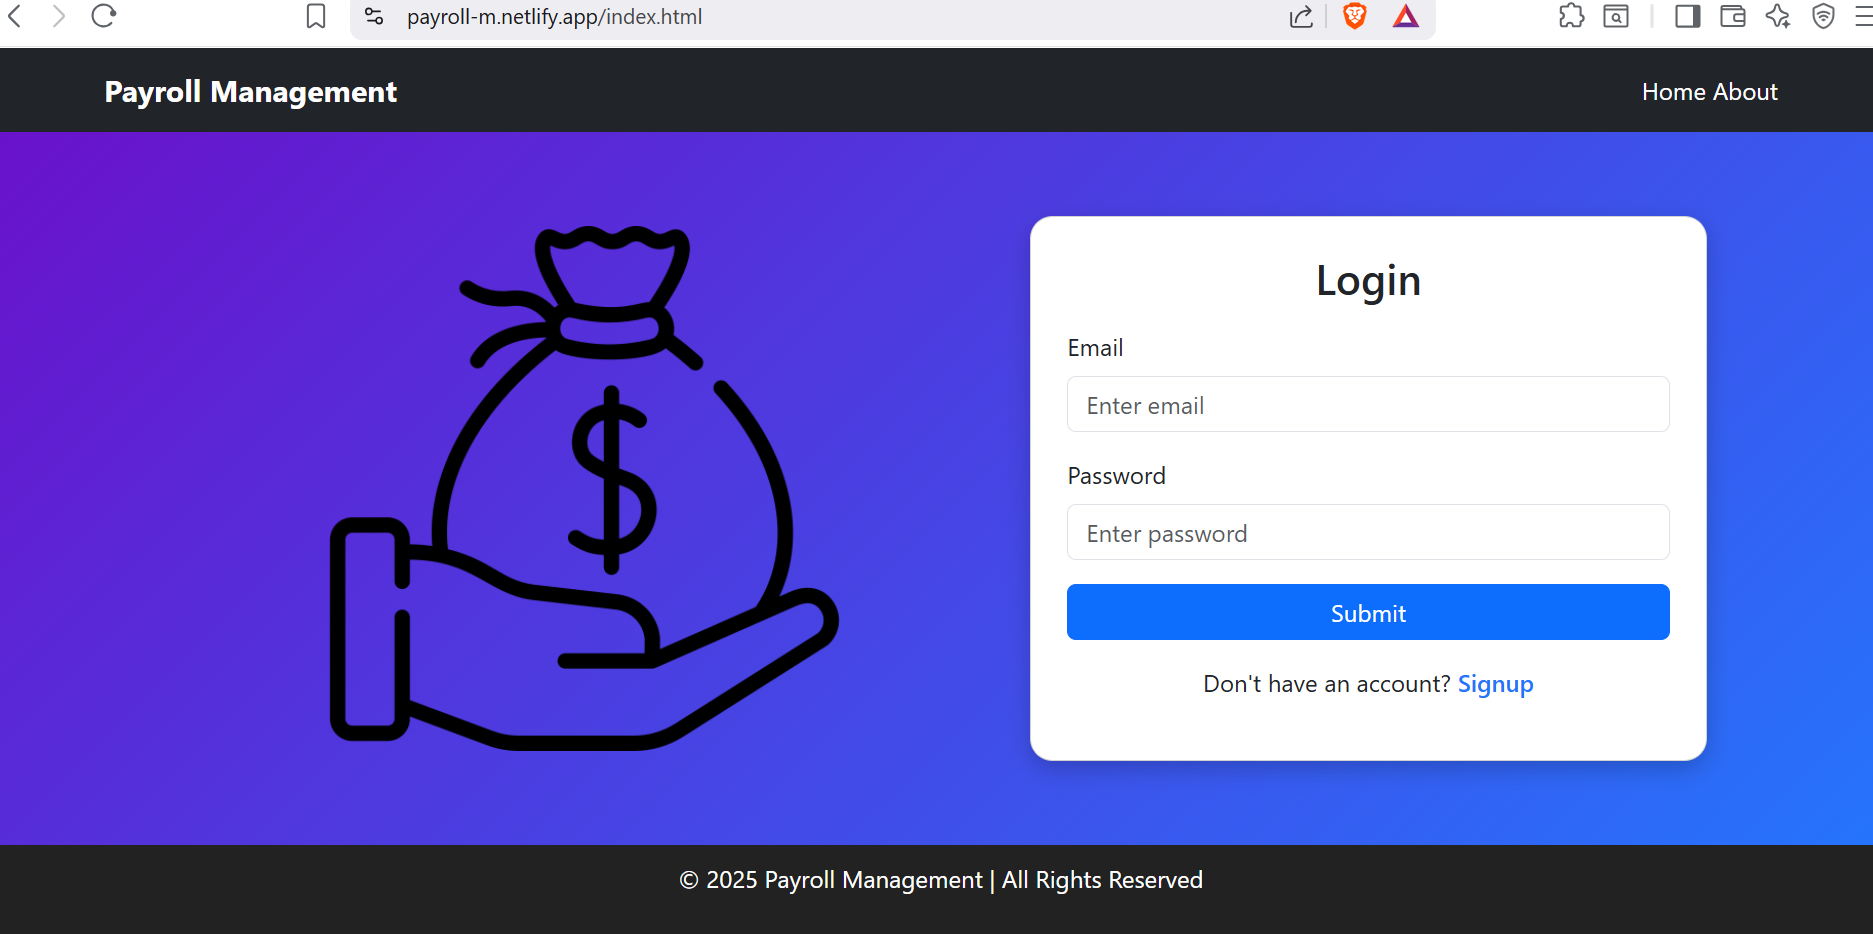 payroll-m.netlify.app/index.html
Payroll Management
Home About
$
Login
Email
Enter email
Password
Enter password
Submit
Don't have an account? Signup
© 2025 Payroll Management | All Rights Reserved